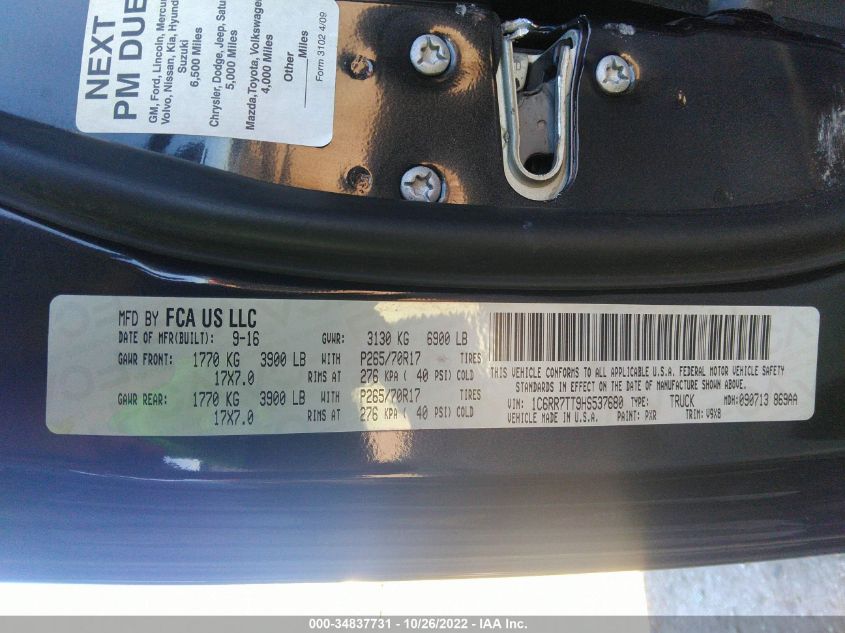 NEXT
PM DUE
GM, Ford, Lincoln, Mercu
Volvo, Nissan, Kia, Hyund
Suzuki
6,500 Miles
Chrysler, Dodge, Jeep, Satu
5,000 Miles
Mazda, Toyota, Volkswagen
4,000 Miles
Other
Miles
Form 3102 4/09
MFD BY FCA US LLC
DATE OF MFR(BUILT): 9-16 GVWR: 3130 KG 6900 LB
GAWR FRONT: 1770 KG 3900 LB WITH P265/70R17 TIRES
17X7.0 RIMS AT 276 KPA ( 40 PSI) COLD
GAWR REAR: 1770 KG 3900 LB WITH P265/70R17 TIRES
17X7.0 RIMS AT 276 KPA ( 40 PSI) COLD
THIS VEHICLE CONFORMS TO ALL APPLICABLE U.S.A. FEDERAL MOTOR VEHICLE SAFETY
STANDARDS IN EFFECT ON THE DATE OF MANUFACTURE SHOWN ABOVE.
VIN: 1C6RR7TT9HS537680 TYPE: TRUCK MDH: 090713 869AA
VEHICLE MADE IN U.S.A. PAINT: PXR TRIM: V9X8
000-34837731 - 10/26/2022 - IAA Inc.